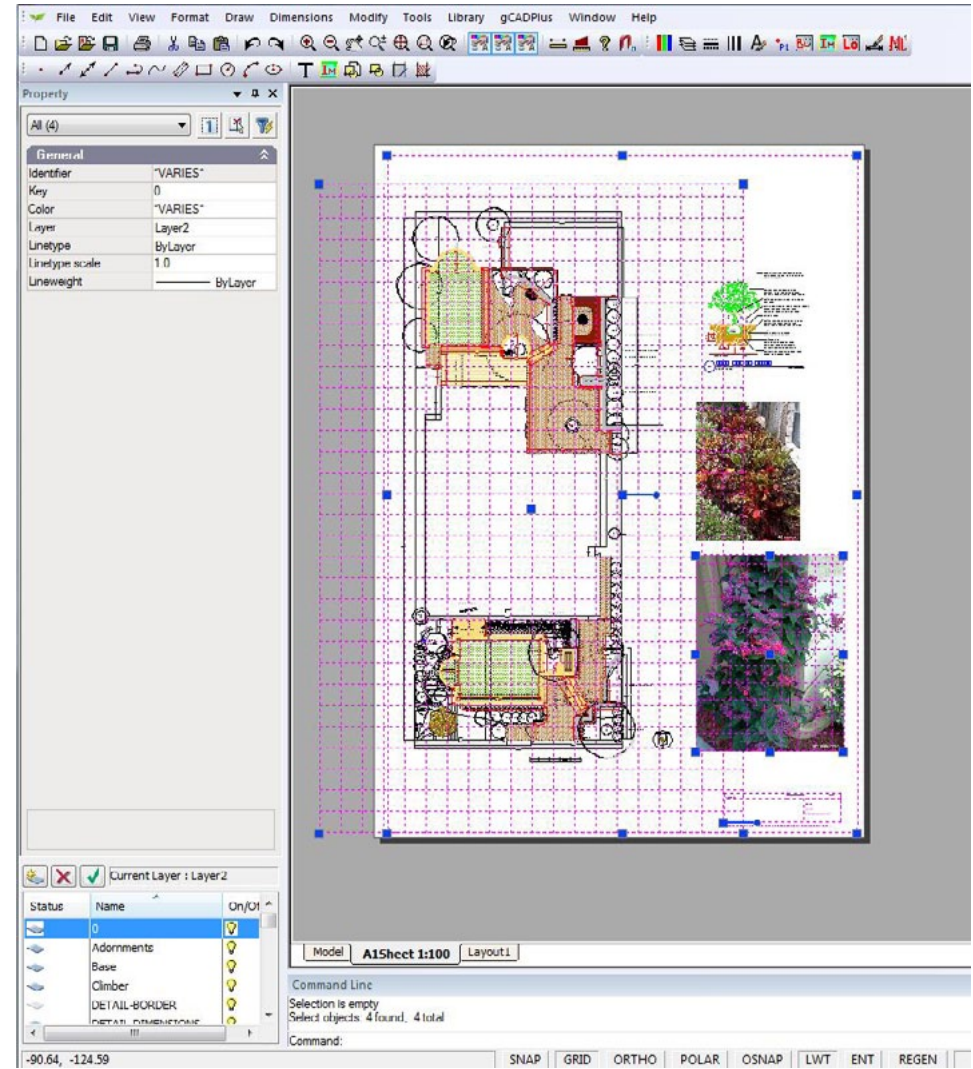 File Edit View Format Draw Dimensions Modify Tools Library gCADPlus Window Help
Property
All (4)
General
Identifier *VARIES*
Key 0
Color *VARIES*
Layer Layer2
Linetype ByLayer
Linetype scale 1.0
Lineweight ByLayer
Current Layer : Layer2
Status Name On/Of
0
Adornments
Base
Climber
DETAIL-BORDER
DETAIL-DIMENSIONS
Model A1Sheet 1:100 Layout1
Command Line
Selection is empty
Select objects: 4 found, 4 total
Command:
-90.64, -124.59 SNAP GRID ORTHO POLAR OSNAP LWT ENT REGEN